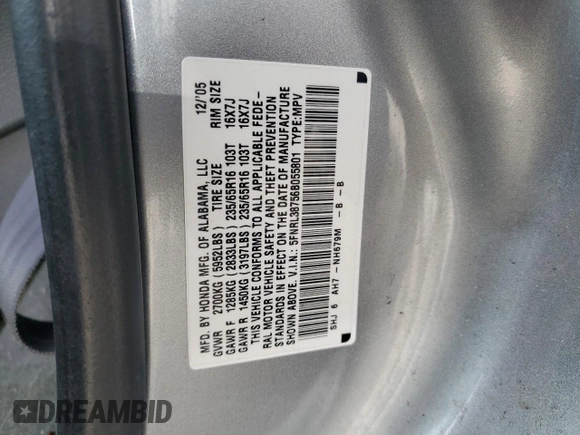 MFD. BY HONDA MFG. OF ALABAMA, LLC 12/'05
GVWR 2700KG(5952LBS) TIRE SIZE RIM SIZE
GAWR F 1285KG(2833LBS) 235/65R16 103T 16X7J
GAWR R 1450KG(3197LBS) 235/65R16 103T 16X7J
THIS VEHICLE CONFORMS TO ALL APPLICABLE FEDE-
RAL MOTOR VEHICLE SAFETY AND THEFT PREVENTION
STANDARDS IN EFFECT ON THE DATE OF MANUFACTURE
SHOWN ABOVE. V.I.N.: 5FNRL38756B055801 TYPE:MPV
SHJ 6 AH7 -NH679M -B -B
DREAMBID